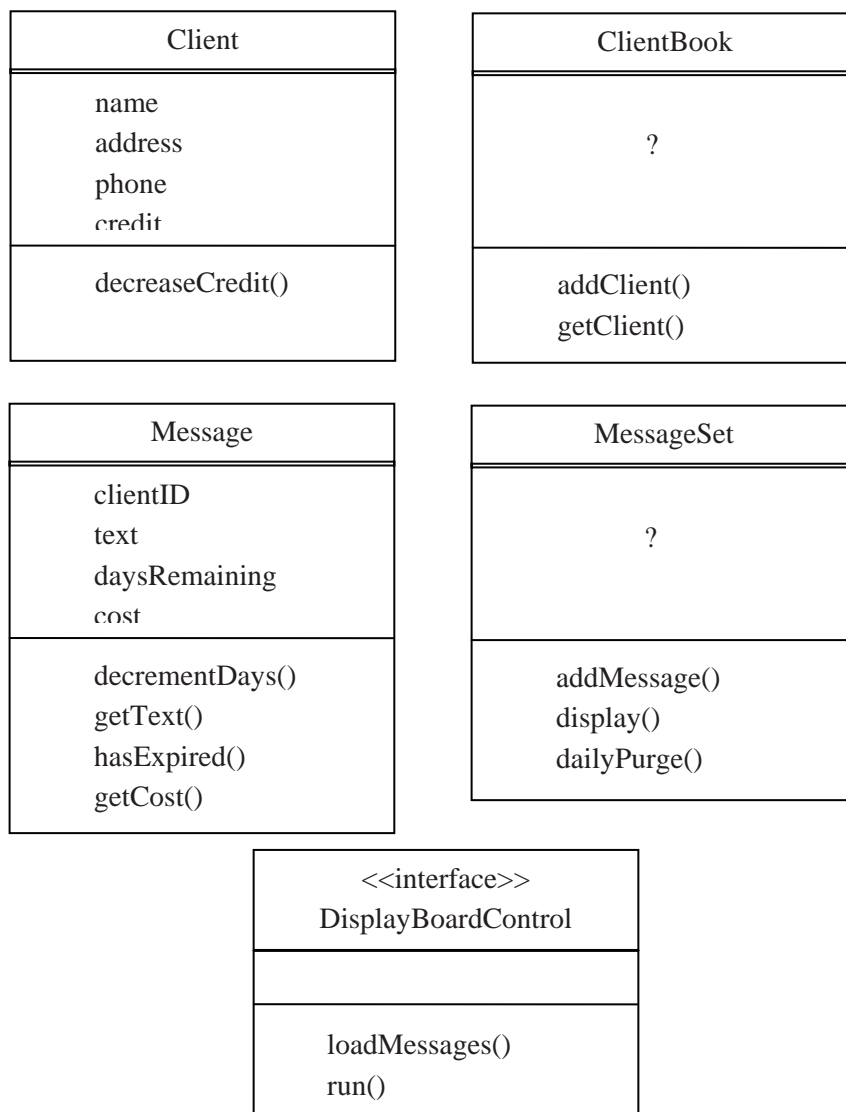 Client
name
address
phone
credit
decreaseCredit()
ClientBook
?
addClient()
getClient()
Message
clientID
text
daysRemaining
cost
decrementDays()
getText()
hasExpired()
getCost()
MessageSet
?
addMessage()
display()
dailyPurge()
<<interface>>
DisplayBoardControl
loadMessages()
run()